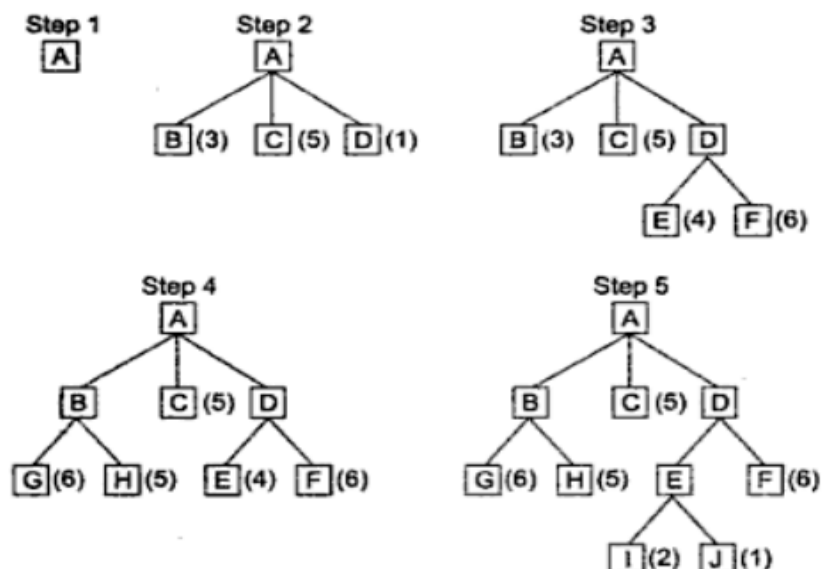 Step 1
A
Step 2
A
B (3) C (5) D (1)
Step 3
A
B (3) C (5) D
E (4) F (6)
Step 4
A
B C (5) D
G (6) H (5) E (4) F (6)
Step 5
A
B C (5) D
G (6) H (5) E F (6)
I (2) J (1)